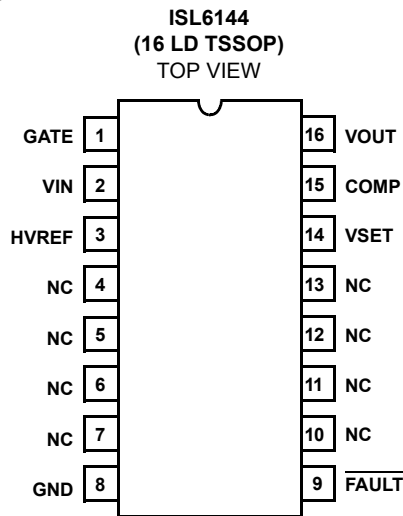 ISL6144
(16 LD TSSOP)
TOP VIEW
GATE 1 16 VOUT
VIN 2 15 COMP
HVREF 3 14 VSET
NC 4 13 NC
NC 5 12 NC
NC 6 11 NC
NC 7 10 NC
GND 8 9 FAULT